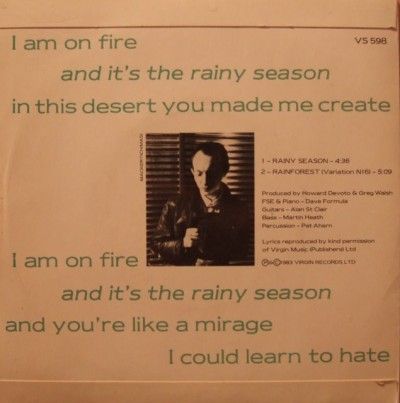 I am on fire
VS 598
and it's the rainy season
in this desert you made me create
1 - RAINY SEASON - 4:36
2 - RAINFOREST (Variation N16) - 5:09
Produced by Howard Devoto & Greg Walsh
FSE & Piano - Dave Formula
Guitars - Alan St Clair
Bass - Martin Heath
Percussion - Pat Ahern
Lyrics reproduced by kind permission
of Virgin Music (Publishers) Ltd
℗©1983 VIRGIN RECORDS LTD
I am on fire
and it's the rainy season
and you're like a mirage
I could learn to hate